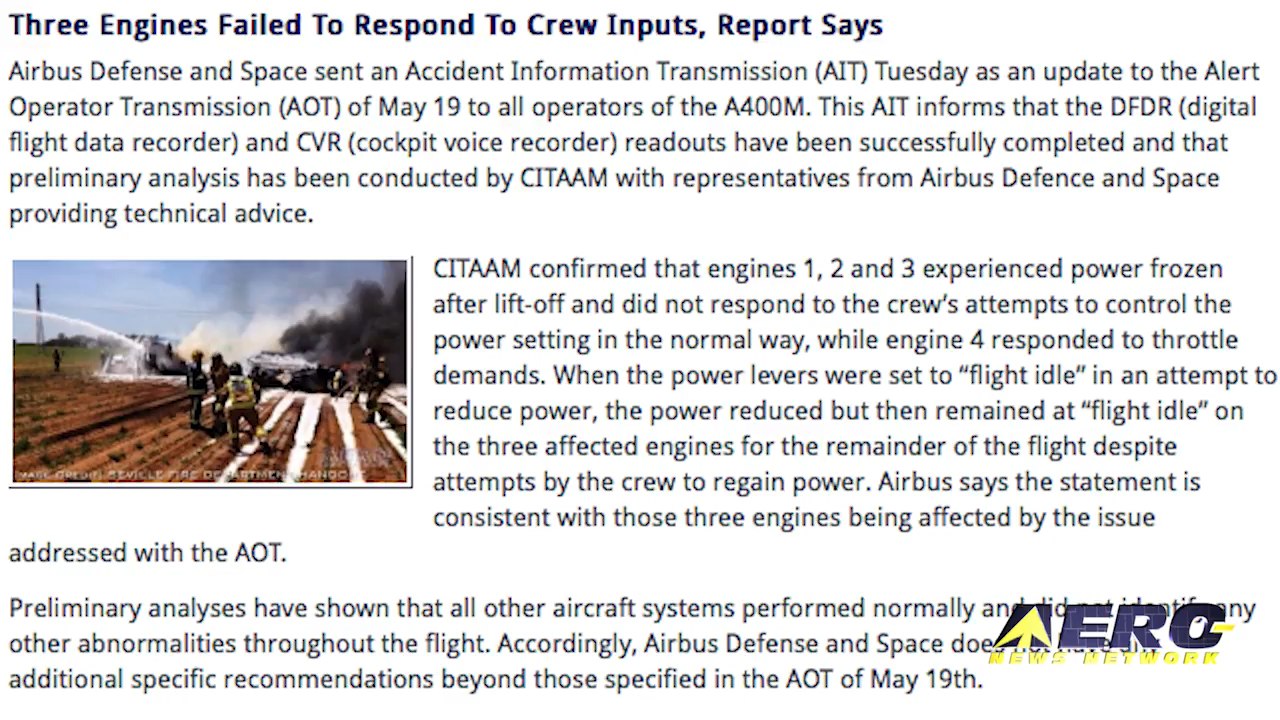 Three Engines Failed To Respond To Crew Inputs, Report Says
Airbus Defense and Space sent an Accident Information Transmission (AIT) Tuesday as an update to the Alert
Operator Transmission (AOT) of May 19 to all operators of the A400M. This AIT informs that the DFDR (digital
flight data recorder) and CVR (cockpit voice recorder) readouts have been successfully completed and that
preliminary analysis has been conducted by CITAAM with representatives from Airbus Defence and Space
providing technical advice.
CITAAM confirmed that engines 1, 2 and 3 experienced power frozen
after lift-off and did not respond to the crew’s attempts to control the
power setting in the normal way, while engine 4 responded to throttle
demands. When the power levers were set to “flight idle” in an attempt to
reduce power, the power reduced but then remained at “flight idle” on
the three affected engines for the remainder of the flight despite
attempts by the crew to regain power. Airbus says the statement is
consistent with those three engines being affected by the issue
addressed with the AOT.
SEVILLE FIRE DEPARTMENT HANDOUT
Preliminary analyses have shown that all other aircraft systems performed normally and did not identify any
other abnormalities throughout the flight. Accordingly, Airbus Defense and Space does
additional specific recommendations beyond those specified in the AOT of May 19th.
AERO
NEWS NETWORK